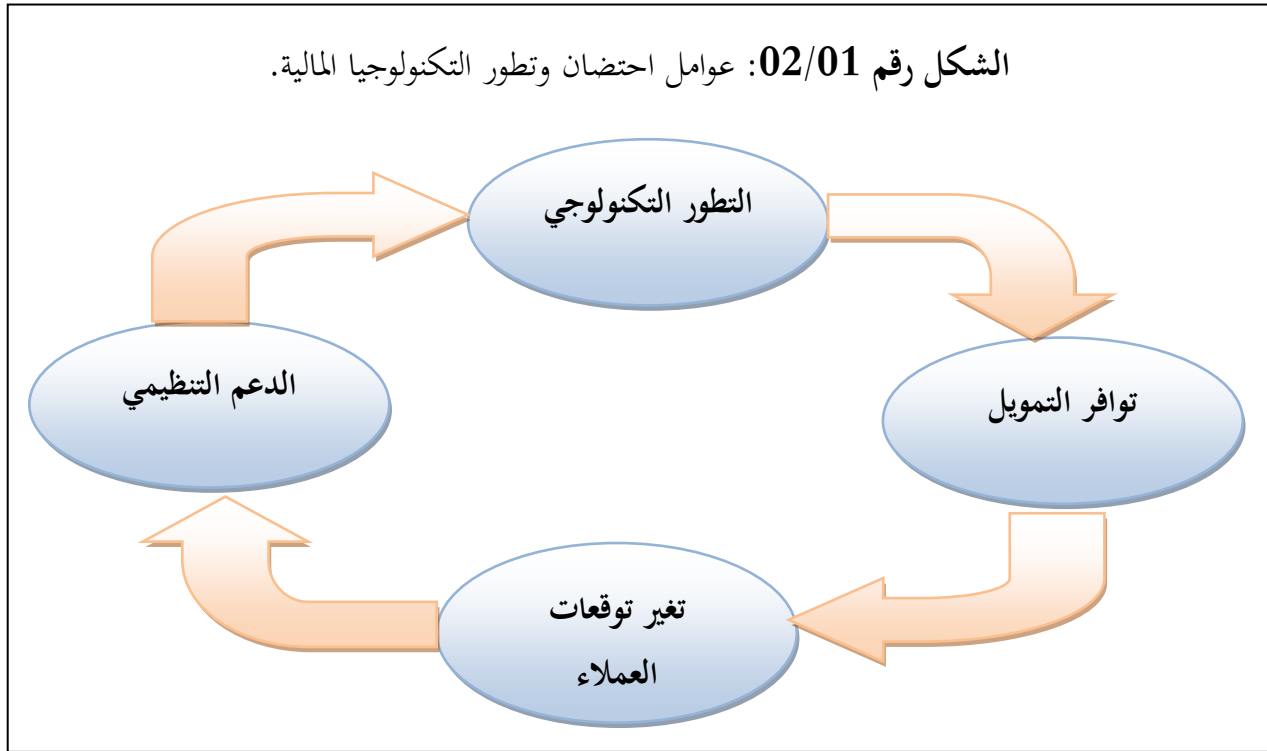 الشكل رقم 02/01: عوامل احتضان وتطور التكنولوجيا المالية.
التطور التكنولوجي
توافر التمويل
تغير توقعات
العملاء
الدعم التنظيمي